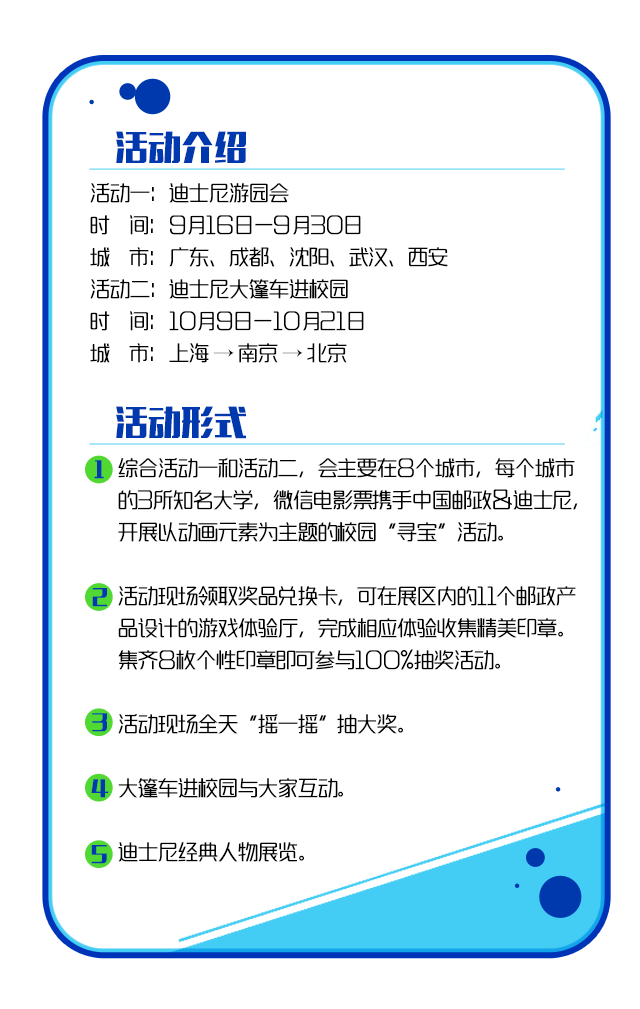 活动介绍
活动一：迪士尼游园会
时　间：9月16日—9月30日
城　市：广东、成都、沈阳、武汉、西安
活动二：迪士尼大篷车进校园
时　间：10月9日—10月21日
城　市：上海→南京→北京
活动形式
1 综合活动一和活动二，会主要在8个城市，每个城市
的3所知名大学，微信电影票携手中国邮政&迪士尼，
开展以动画元素为主题的校园“寻宝”活动。
2 活动现场领取奖品兑换卡，可在展区内的11个邮政产
品设计的游戏体验厅，完成相应体验收集精美印章。
集齐8枚个性印章即可参与100%抽奖活动。
3 活动现场全天“摇一摇”抽大奖。
4 大篷车进校园与大家互动。
5 迪士尼经典人物展览。